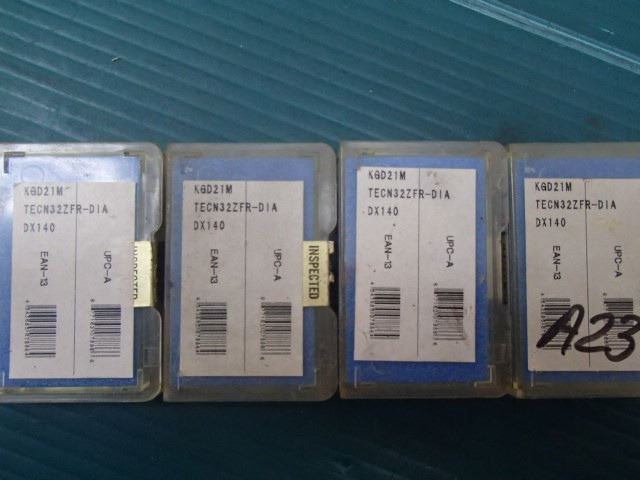 KGD21M
TECN32ZFR-DIA
DX140
EAN-13
UPC-A
KGD21M
TECN32ZFR-DIA
DX140
EAN-13
UPC-A
INSPECTED
KGD21M
TECN32ZFR-DIA
DX140
EAN-13
UPC-A
KGD21M
TECN32ZFR-DIA
DX140
EAN-13
UPC-A
A23